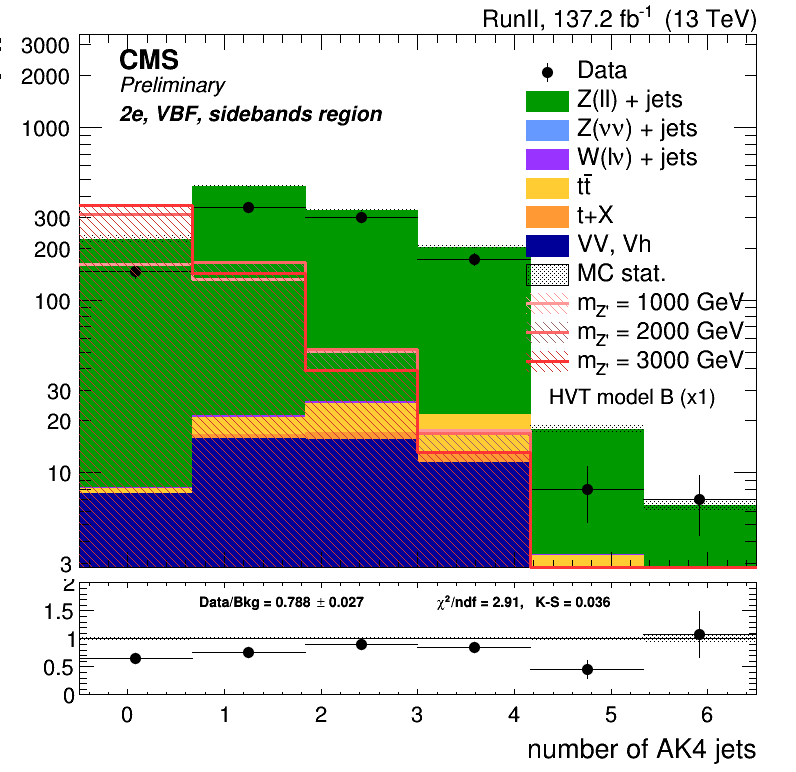 RunII, 137.2 fb⁻¹ (13 TeV)
CMS
Preliminary
2e, VBF, sidebands region
Data
Z(ll) + jets
Z(νν) + jets
W(lν) + jets
tt̄
t+X
VV, Vh
MC stat.
m_Z' = 1000 GeV
m_Z' = 2000 GeV
m_Z' = 3000 GeV
HVT model B (x1)
3000
2000
1000
300
200
100
30
20
10
3
Data/Bkg = 0.788 ± 0.027
χ²/ndf = 2.91, K-S = 0.036
2
1.5
1
0.5
0
0 1 2 3 4 5 6
number of AK4 jets